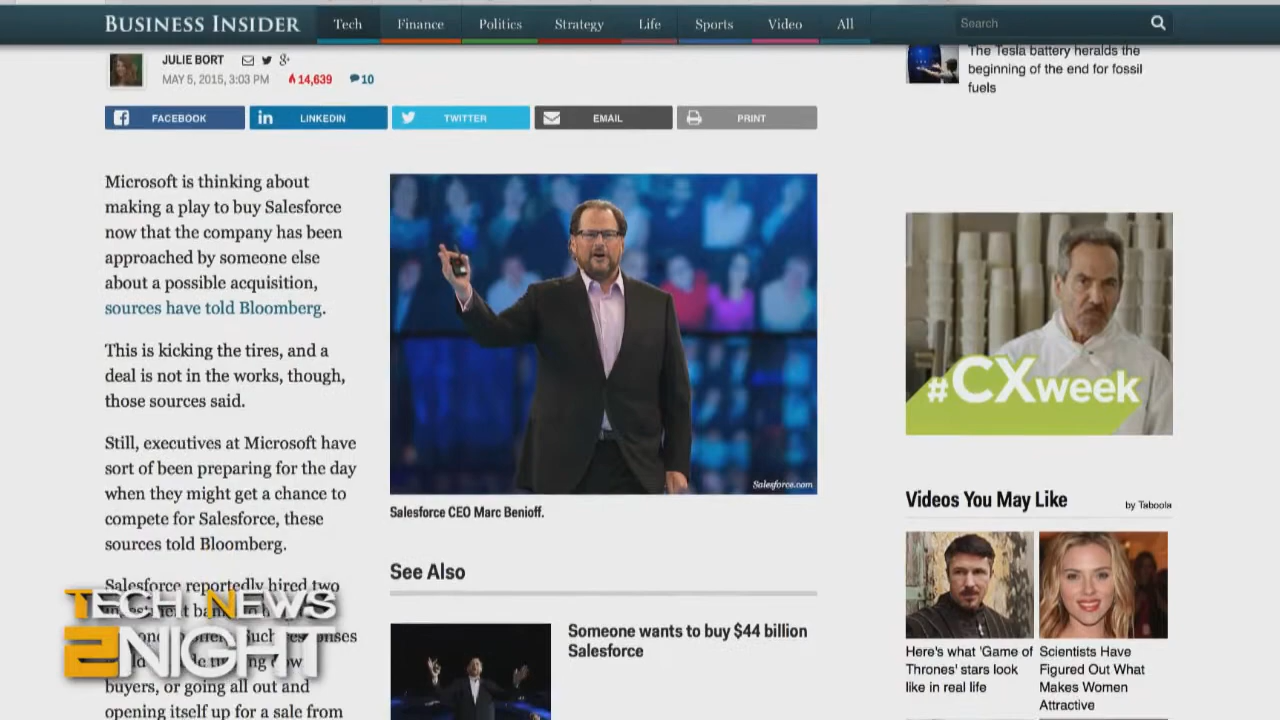 BUSINESS INSIDER
Tech
Finance
Politics
Strategy
Life
Sports
Video
All
Search
JULIE BORT
MAY 5, 2015, 3:03 PM
14,639
10
FACEBOOK
LINKEDIN
TWITTER
EMAIL
PRINT
Microsoft is thinking about
making a play to buy Salesforce
now that the company has been
approached by someone else
about a possible acquisition,
sources have told Bloomberg.
This is kicking the tires, and a
deal is not in the works, though,
those sources said.
Still, executives at Microsoft have
sort of been preparing for the day
when they might get a chance to
compete for Salesforce, these
sources told Bloomberg.
Salesforce reportedly hired two
buyers, or going all out and
opening itself up for a sale from
TECH NEWS
2NIGHT
Salesforce.com
Salesforce CEO Marc Benioff.
See Also
Someone wants to buy $44 billion
Salesforce
The Tesla battery heralds the
beginning of the end for fossil
fuels
#CXweek
Videos You May Like
by Taboola
Here's what 'Game of
Thrones' stars look
like in real life
Scientists Have
Figured Out What
Makes Women
Attractive